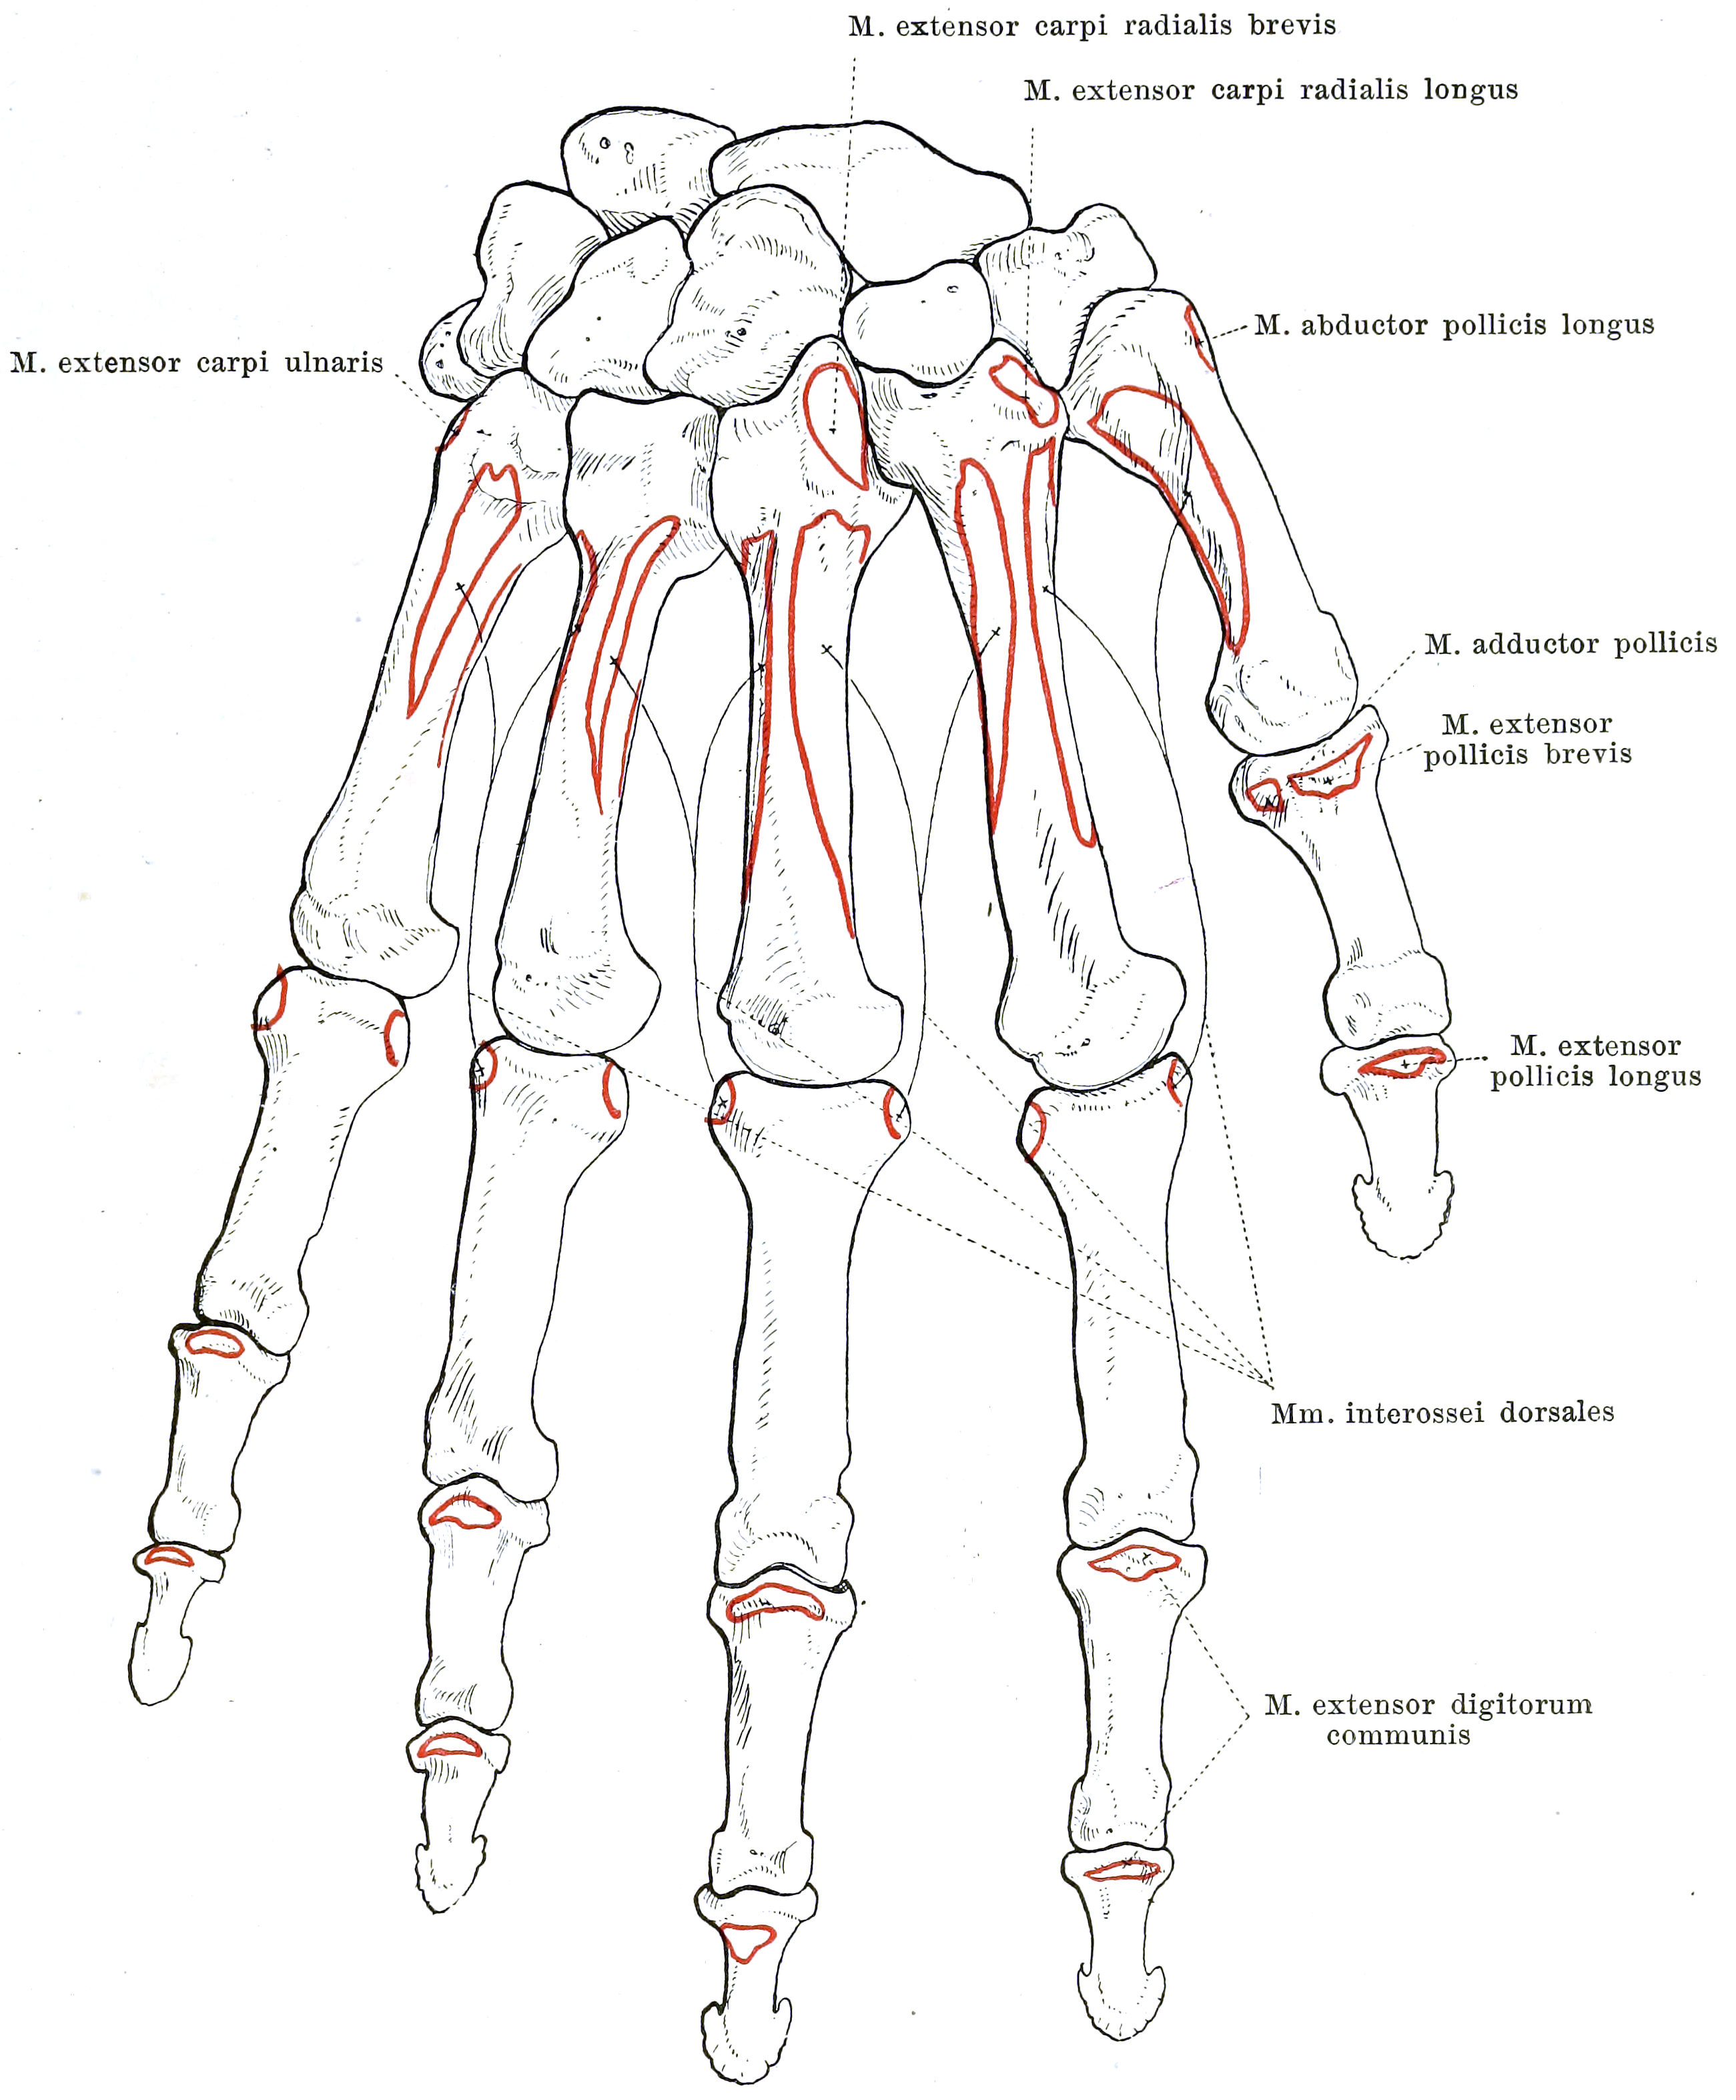 M. extensor carpi radialis brevis
M. extensor carpi radialis longus
M. abductor pollicis longus
M. extensor carpi ulnaris
M. adductor pollicis
M. extensor
pollicis brevis
M. extensor
pollicis longus
Mm. interossei dorsales
M. extensor digitorum
communis